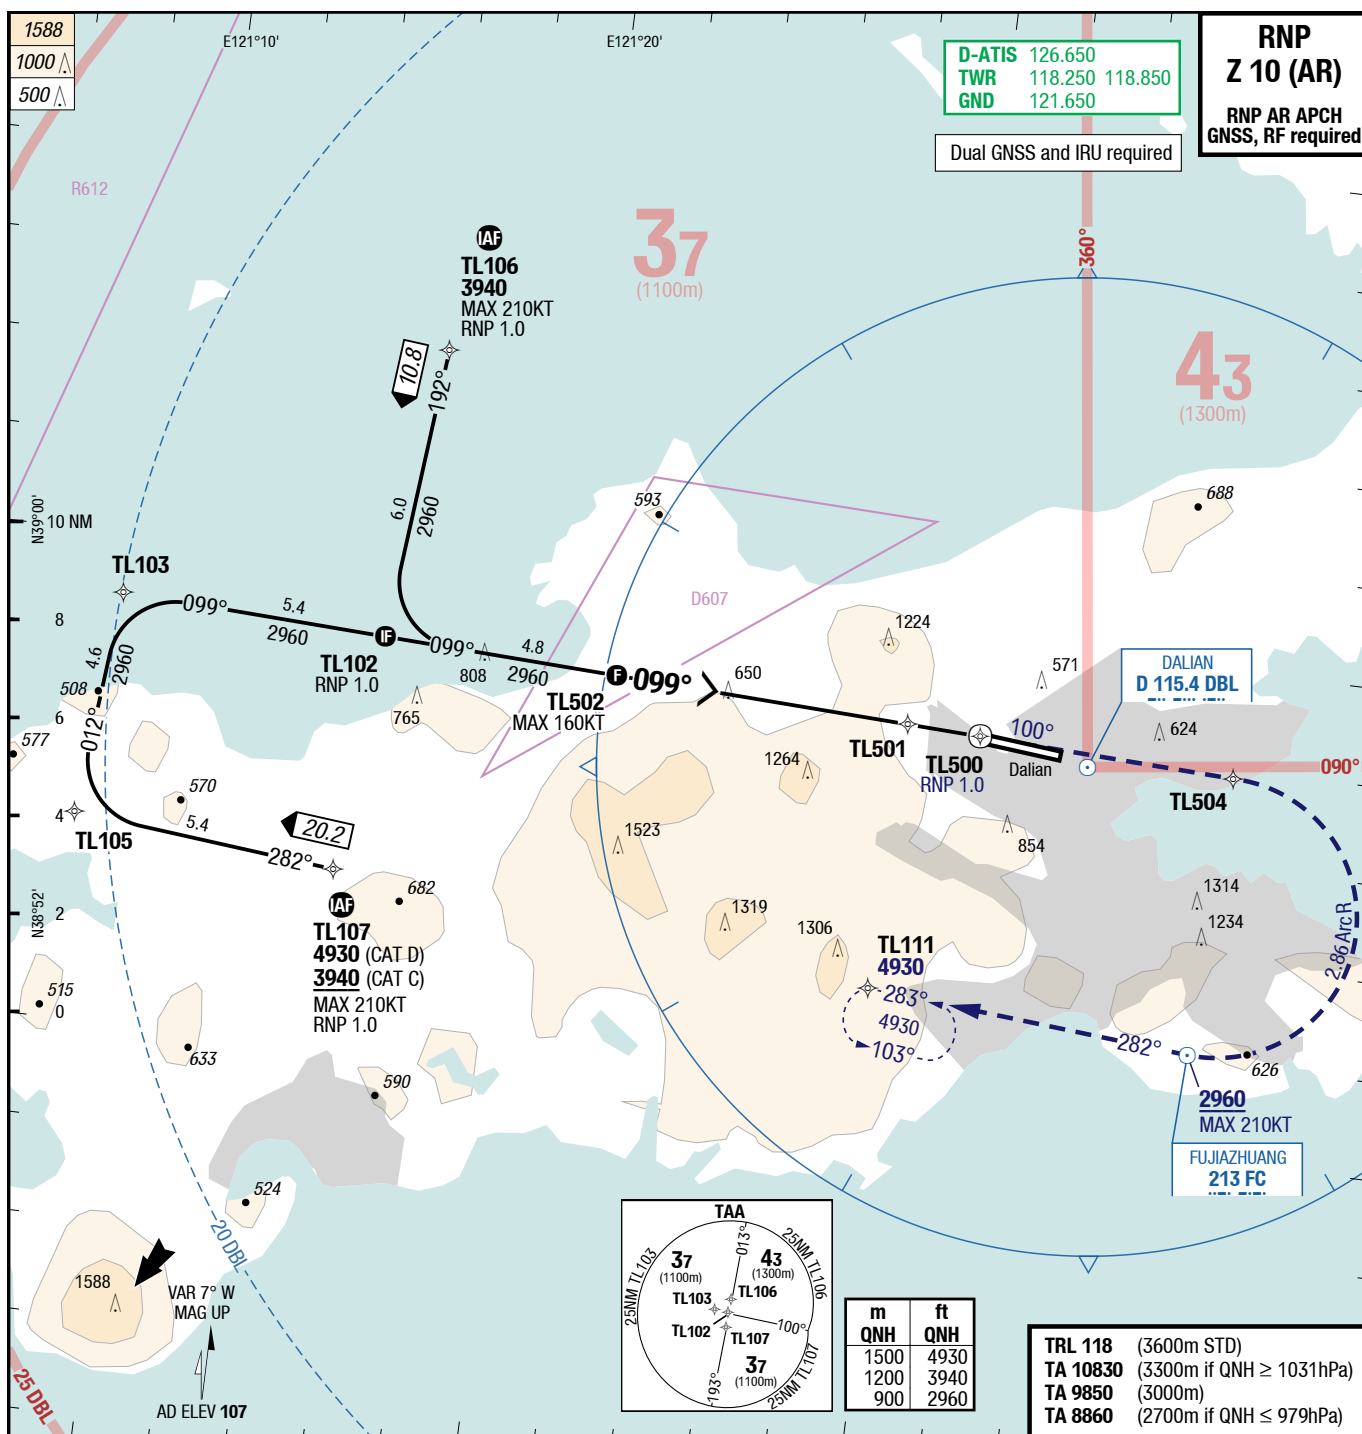 1588
1000
500
E121°10'
E121°20'
D-ATIS 126.650
TWR 118.250 118.850
GND 121.650
RNP
Z 10 (AR)
RNP AR APCH
GNSS, RF required
Dual GNSS and IRU required
R612
37
(1100m)
360°
43
(1300m)
IAF
TL106
3940
MAX 210KT
RNP 1.0
10.8
192°
6.0
2960
593
688
N39°00'
10 NM
TL103
099°
5.4
2960
IF
TL102
RNP 1.0
099°
4.8
2960
808
D607
1224
8
4.6
2960
508
012°
765
F
099°
TL502
MAX 160KT
650
571
DALIAN
D 115.4 DBL
6
577
TL501
TL500
RNP 1.0
100°
Dalian
624
090°
TL504
1264
570
4
TL105
5.4
20.2
282°
1523
854
N38°52'
2
IAF
682
TL107
4930 (CAT D)
3940 (CAT C)
MAX 210KT
RNP 1.0
1319
1306
TL111
4930
283°
4930
103°
1314
1234
2.86 Arc R
515
0
633
590
282°
626
2960
MAX 210KT
FUJIAZHUANG
213 FC
524
20 DBL
1588
VAR 7° W
MAG UP
AD ELEV 107
25 DBL
TAA
013°
25NM TL103
37
(1100m)
43
(1300m)
25NM TL106
TL103
TL106
TL102
TL107
100°
37
(1100m)
193°
25NM TL107
m ft
QNH QNH
1500 4930
1200 3940
900 2960
TRL 118 (3600m STD)
TA 10830 (3300m if QNH ≥ 1031hPa)
TA 9850 (3000m)
TA 8860 (2700m if QNH ≤ 979hPa)